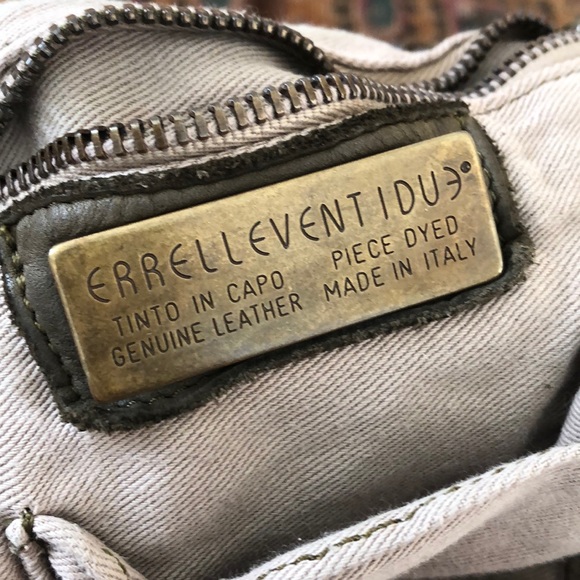 ERRELLEVENTIDUE
TINTO IN CAPO PIECE DYED
GENUINE LEATHER MADE IN ITALY